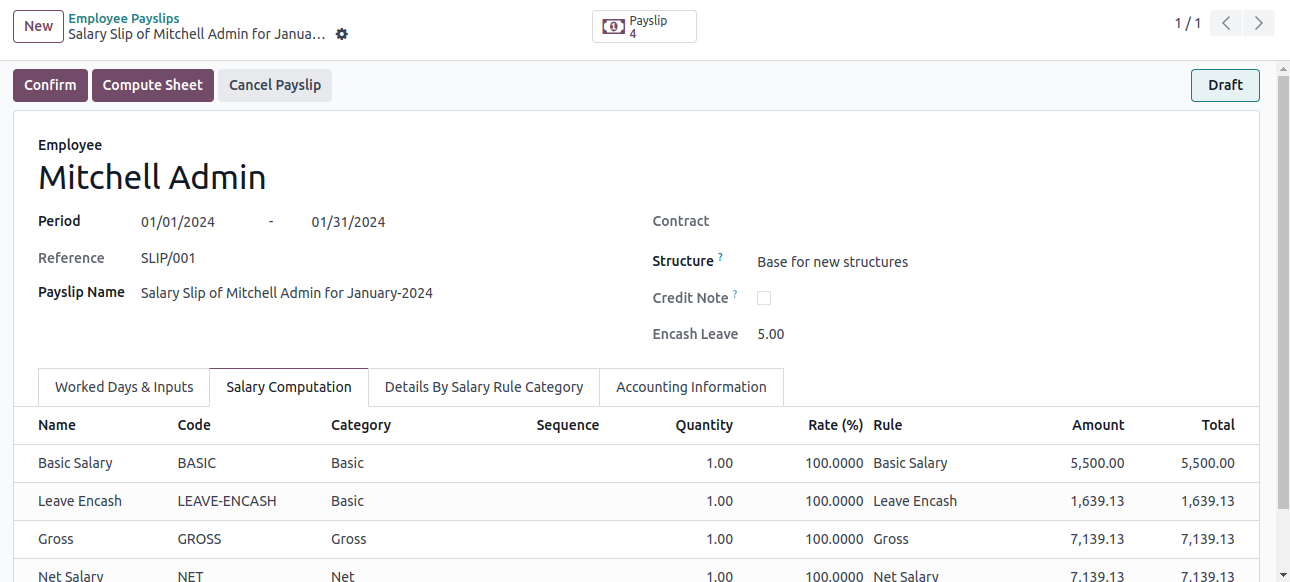 New
Employee Payslips
Salary Slip of Mitchell Admin for Janua...
Payslip
4
1 / 1
Confirm
Compute Sheet
Cancel Payslip
Draft
Employee
Mitchell Admin
Period 01/01/2024 - 01/31/2024
Contract
Reference SLIP/001
Structure ? Base for new structures
Payslip Name Salary Slip of Mitchell Admin for January-2024
Credit Note ?
Encash Leave 5.00
Worked Days & Inputs Salary Computation Details By Salary Rule Category Accounting Information
Name Code Category Sequence Quantity Rate (%) Rule Amount Total
Basic Salary BASIC Basic 1.00 100.0000 Basic Salary 5,500.00 5,500.00
Leave Encash LEAVE-ENCASH Basic 1.00 100.0000 Leave Encash 1,639.13 1,639.13
Gross GROSS Gross 1.00 100.0000 Gross 7,139.13 7,139.13
Net Salary NET Net 1.00 100.0000 Net Salary 7,139.13 7,139.13